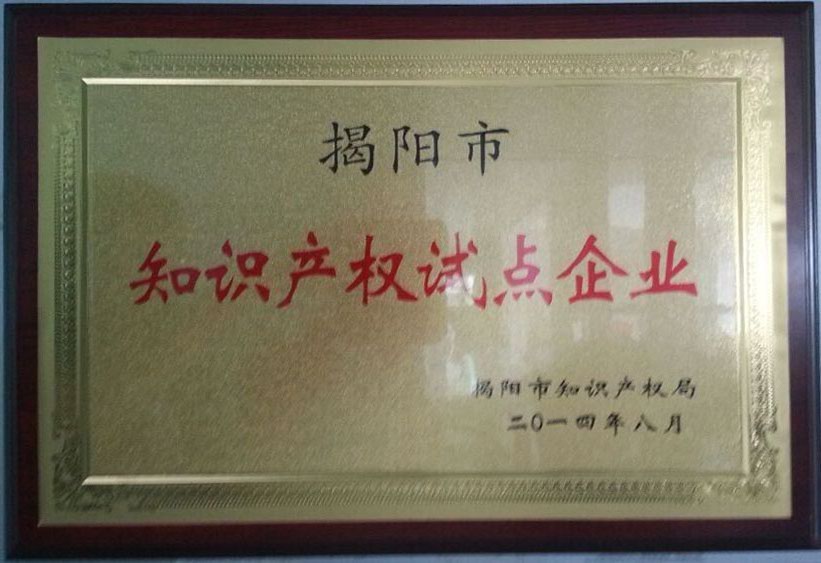 揭阳市
知识产权试点企业
揭阳市知识产权局
二0一四年八月